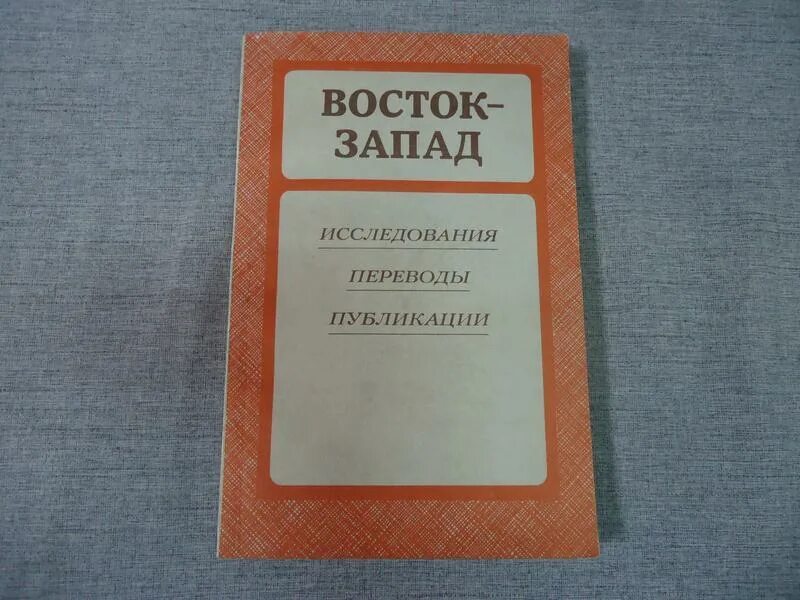 ВОСТОК-
ЗАПАД
ИССЛЕДОВАНИЯ
ПЕРЕВОДЫ
ПУБЛИКАЦИИ